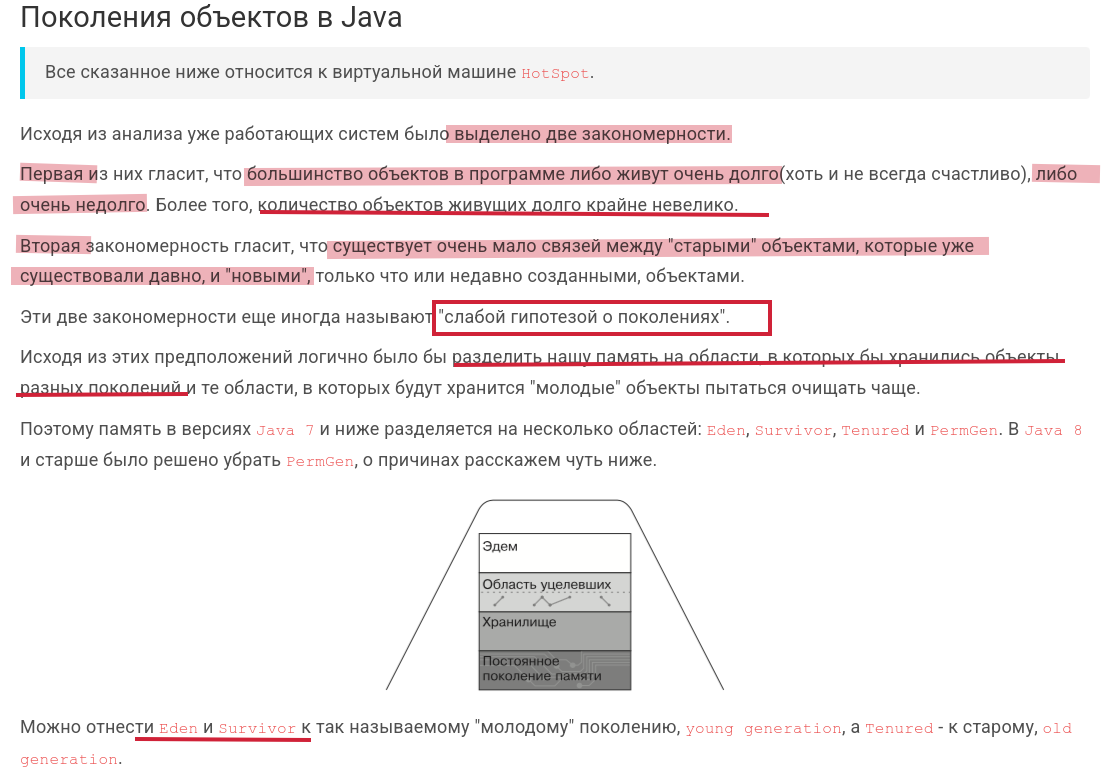 Поколения объектов в Java
Все сказанное ниже относится к виртуальной машине HotSpot.
Исходя из анализа уже работающих систем было выделено две закономерности.
Первая из них гласит, что большинство объектов в программе либо живут очень долго(хоть и не всегда счастливо), либо
очень недолго. Более того, количество объектов живущих долго крайне невелико.
Вторая закономерность гласит, что существует очень мало связей между "старыми" объектами, которые уже
существовали давно, и "новыми", только что или недавно созданными, объектами.
Эти две закономерности еще иногда называют "слабой гипотезой о поколениях".
Исходя из этих предположений логично было бы разделить нашу память на области, в которых бы хранились объекты
разных поколений и те области, в которых будут хранится "молодые" объекты пытаться очищать чаще.
Поэтому память в версиях Java 7 и ниже разделяется на несколько областей: Eden, Survivor, Tenured и PermGen. В Java 8
и старше было решено убрать PermGen, о причинах расскажем чуть ниже.
Эдем
Область уцелевших
Хранилище
Постоянное
поколение памяти
Можно отнести Eden и Survivor к так называемому "молодому" поколению, young generation, а Tenured - к старому, old
generation.